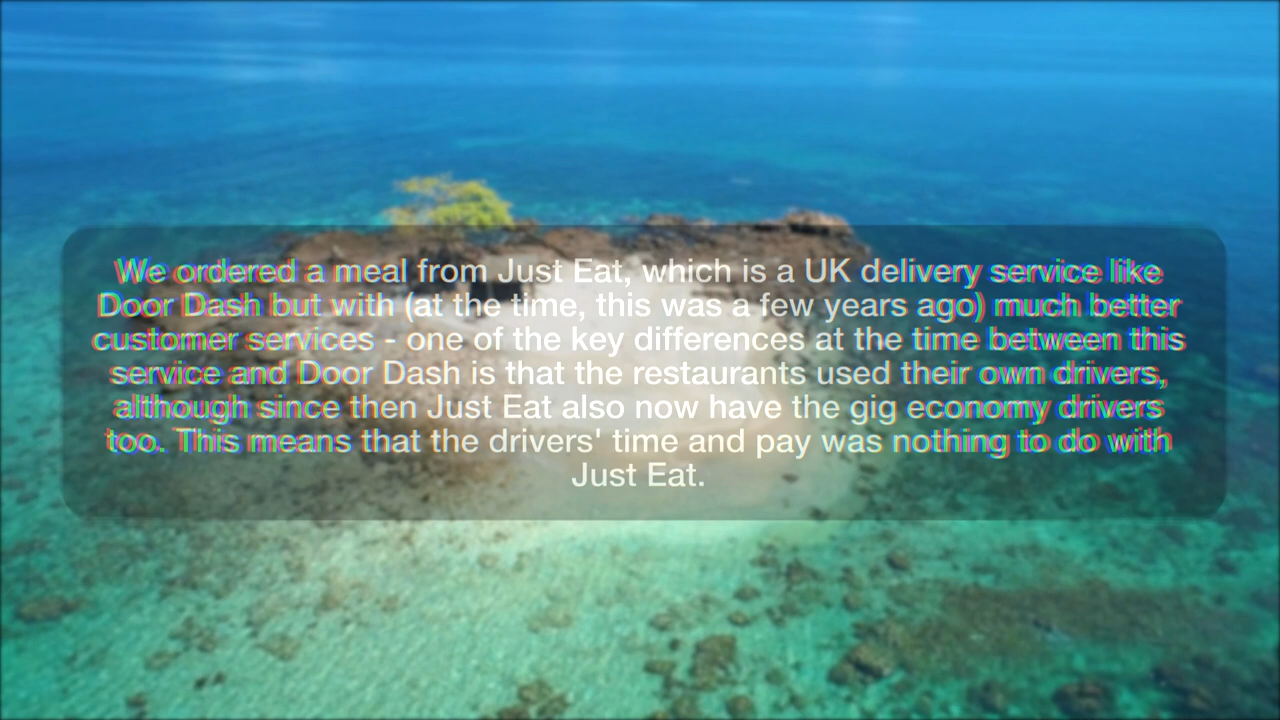 We ordered a meal from Just Eat, which is a UK delivery service like
Door Dash but with (at the time, this was a few years ago) much better
customer services - one of the key differences at the time between this
service and Door Dash is that the restaurants used their own drivers,
although since then Just Eat also now have the gig economy drivers
too. This means that the drivers' time and pay was nothing to do with
Just Eat.